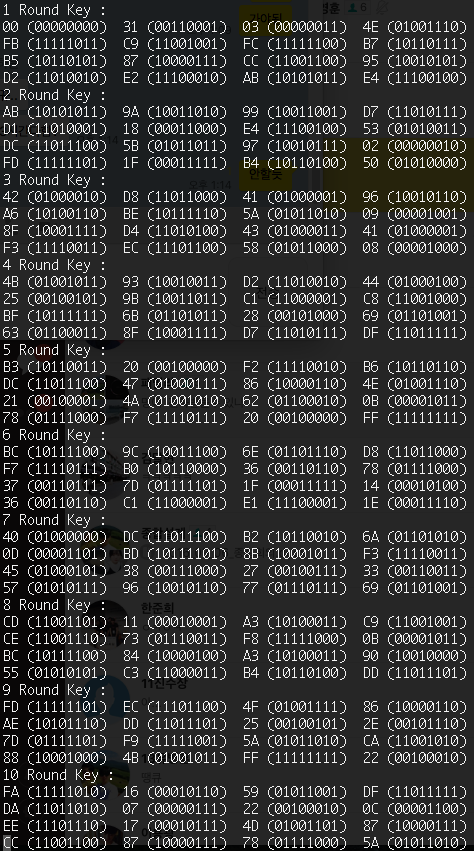 1 Round Key :
00 (00000000) 31 (00110001) 03 (00000011) 4E (01001110)
FB (11111011) C9 (11001001) FC (11111100) B7 (10110111)
B5 (10110101) 87 (10000111) CC (11001100) 95 (10010101)
D2 (11010010) E2 (11100010) AB (10101011) E4 (11100100)
2 Round Key :
AB (10101011) 9A (10011010) 99 (10011001) D7 (11010111)
D1 (11010001) 18 (00011000) E4 (11100100) 53 (01010011)
DC (11011100) 5B (01011011) 97 (10010111) 02 (00000010)
FD (11111101) 1F (00011111) B4 (10110100) 50 (01010000)
3 Round Key :
42 (01000010) D8 (11011000) 41 (01000001) 96 (10010110)
A6 (10100110) BE (10111110) 5A (01011010) 09 (00001001)
8F (10001111) D4 (11010100) 43 (01000011) 41 (01000001)
F3 (11110011) EC (11101100) 58 (01011000) 08 (00001000)
4 Round Key :
4B (01001011) 93 (10010011) D2 (11010010) 44 (01000100)
25 (00100101) 9B (10011011) C1 (11000001) C8 (11001000)
BF (10111111) 6B (01101011) 28 (00101000) 69 (01101001)
63 (01100011) 8F (10001111) D7 (11010111) DF (11011111)
5 Round Key :
B3 (10110011) 20 (00100000) F2 (11110010) B6 (10110110)
DC (11011100) 47 (01000111) 86 (10000110) 4E (01001110)
21 (00100001) 4A (01001010) 62 (01100010) 0B (00001011)
78 (01111000) F7 (11110111) 20 (00100000) FF (11111111)
6 Round Key :
BC (10111100) 9C (10011100) 6E (01101110) D8 (11011000)
F7 (11110111) B0 (10110000) 36 (00110110) 78 (01111000)
37 (00110111) 7D (01111101) 1F (00011111) 14 (00010100)
36 (00110110) C1 (11000001) E1 (11100001) 1E (00011110)
7 Round Key :
40 (01000000) DC (11011100) B2 (10110010) 6A (01101010)
0D (00001101) BD (10111101) 8B (10001011) F3 (11110011)
45 (01000101) 38 (00111000) 27 (00100111) 33 (00110011)
57 (01010111) 96 (10010110) 77 (01110111) 69 (01101001)
8 Round Key :
CD (11001101) 11 (00010001) A3 (10100011) C9 (11001001)
CE (11001110) 73 (01110011) F8 (11111000) 0B (00001011)
BC (10111100) 84 (10000100) A3 (10100011) 90 (10010000)
55 (01010101) C3 (11000011) B4 (10110100) DD (11011101)
9 Round Key :
FD (11111101) EC (11101100) 4F (01001111) 86 (10000110)
AE (10101110) DD (11011101) 25 (00100101) 2E (00101110)
7D (01111101) F9 (11111001) 5A (01011010) CA (11001010)
88 (10001000) 4B (01001011) FF (11111111) 22 (00100010)
10 Round Key :
FA (11111010) 16 (00010110) 59 (01011001) DF (11011111)
DA (11011010) 07 (00000111) 22 (00100010) 0C (00001100)
EE (11101110) 17 (00010111) 4D (01001101) 87 (10000111)
CC (11001100) 87 (10000111) 78 (01111000) 5A (01011010)